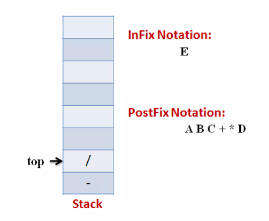 InFix Notation:
E
PostFix Notation:
A B C + * D
top /
-
Stack